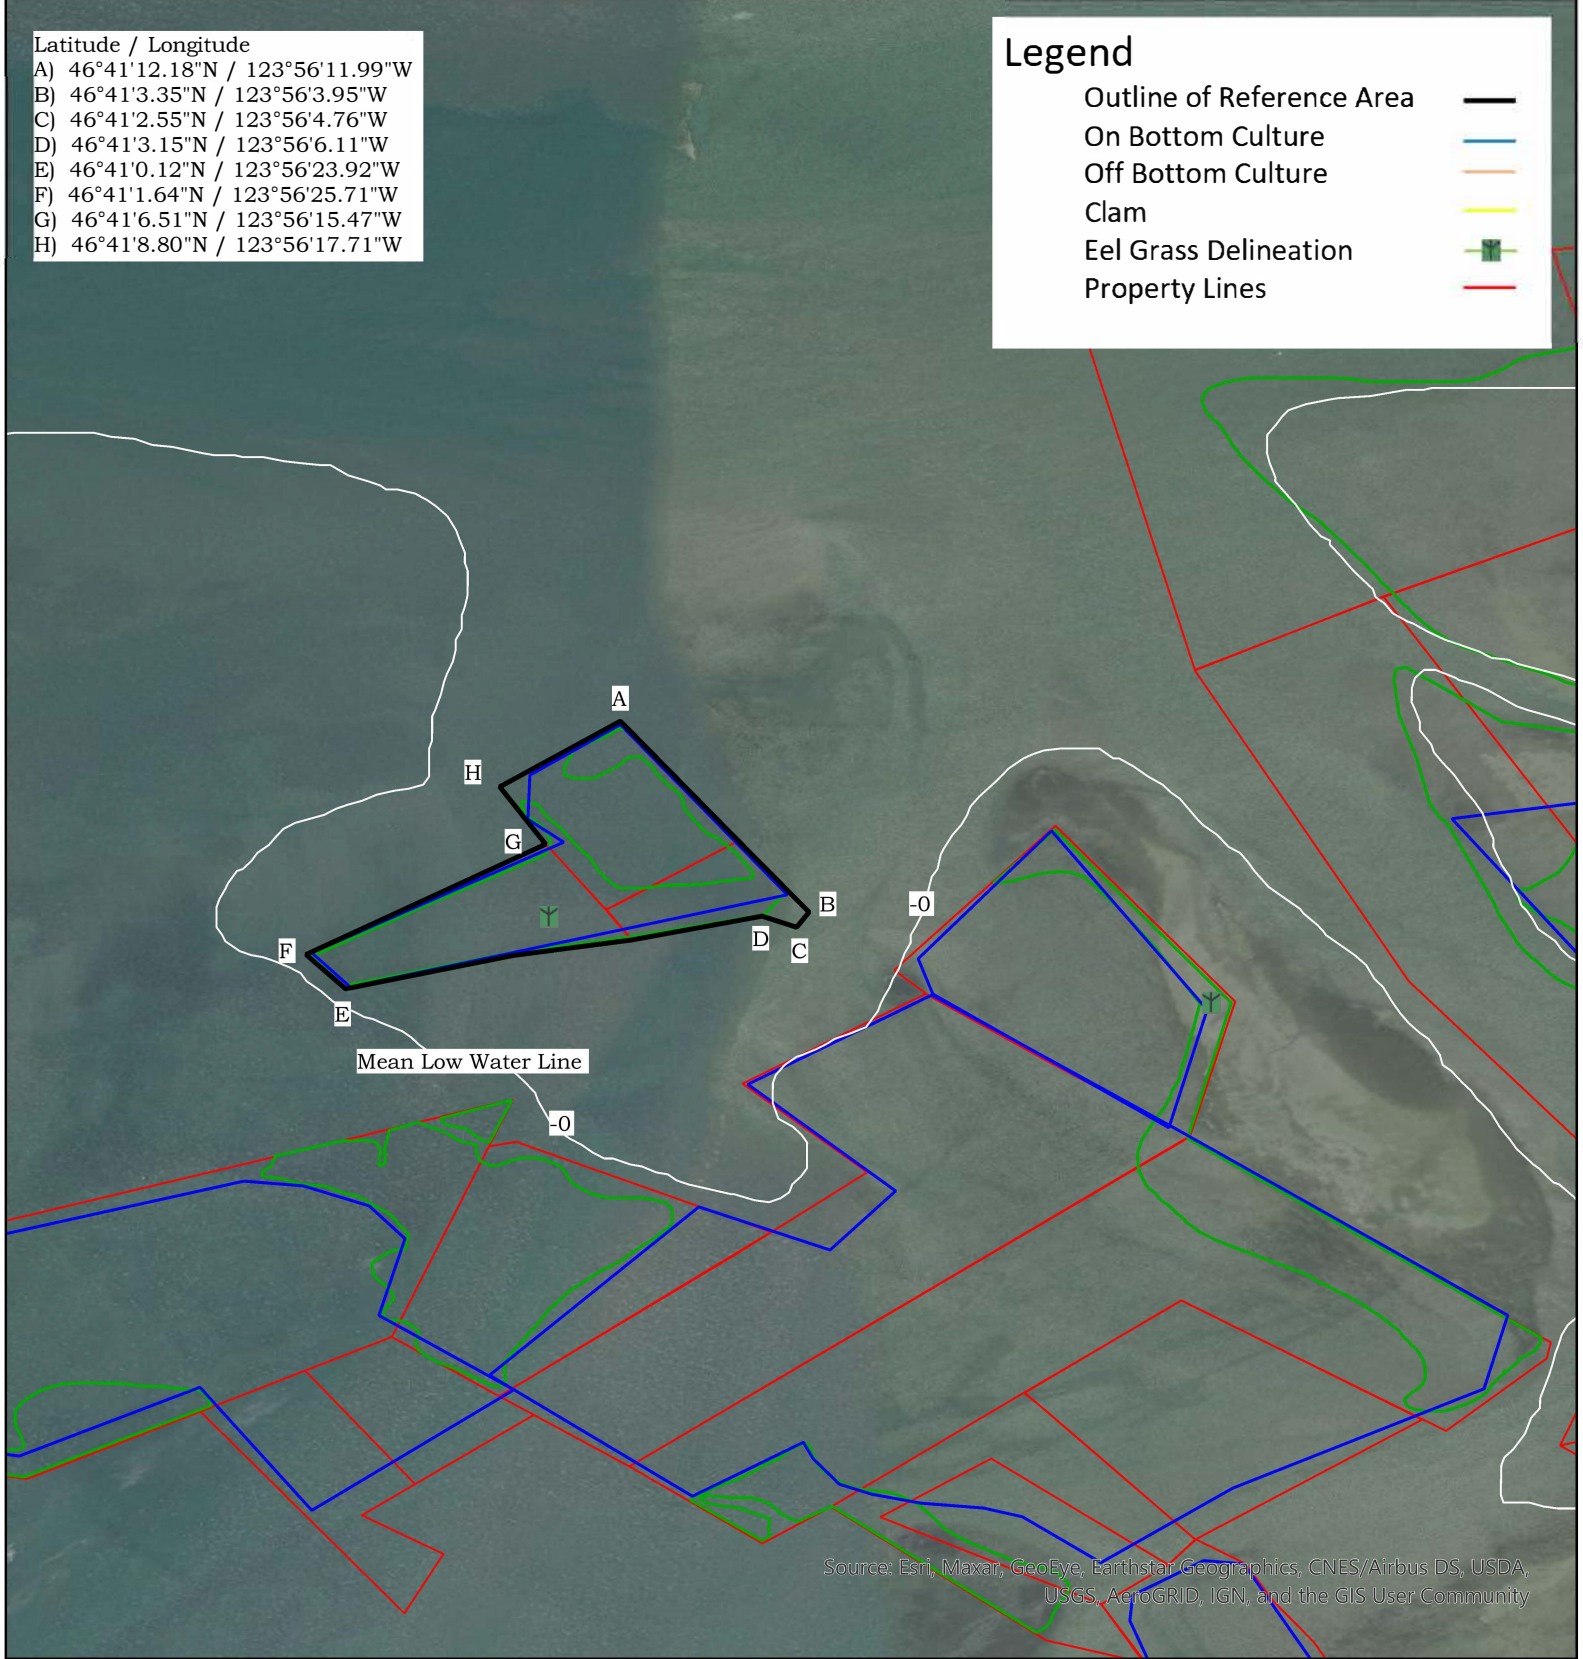 Latitude / Longitude
A) 46°41'12.18"N / 123°56'11.99"W
B) 46°41'3.35"N / 123°56'3.95"W
C) 46°41'2.55"N / 123°56'4.76"W
D) 46°41'3.15"N / 123°56'6.11"W
E) 46°41'0.12"N / 123°56'23.92"W
F) 46°41'1.64"N / 123°56'25.71"W
G) 46°41'6.51"N / 123°56'15.47"W
H) 46°41'8.80"N / 123°56'17.71"W
Legend
Outline of Reference Area
On Bottom Culture
Off Bottom Culture
Clam
Eel Grass Delineation
Property Lines
A
H
G
B
-0
D
C
F
E
Mean Low Water Line
-0
Source: Esri, Maxar, GeoEye, Earthstar Geographics, CNES/Airbus DS, USDA,
USGS, AeroGRID, IGN, and the GIS User Community